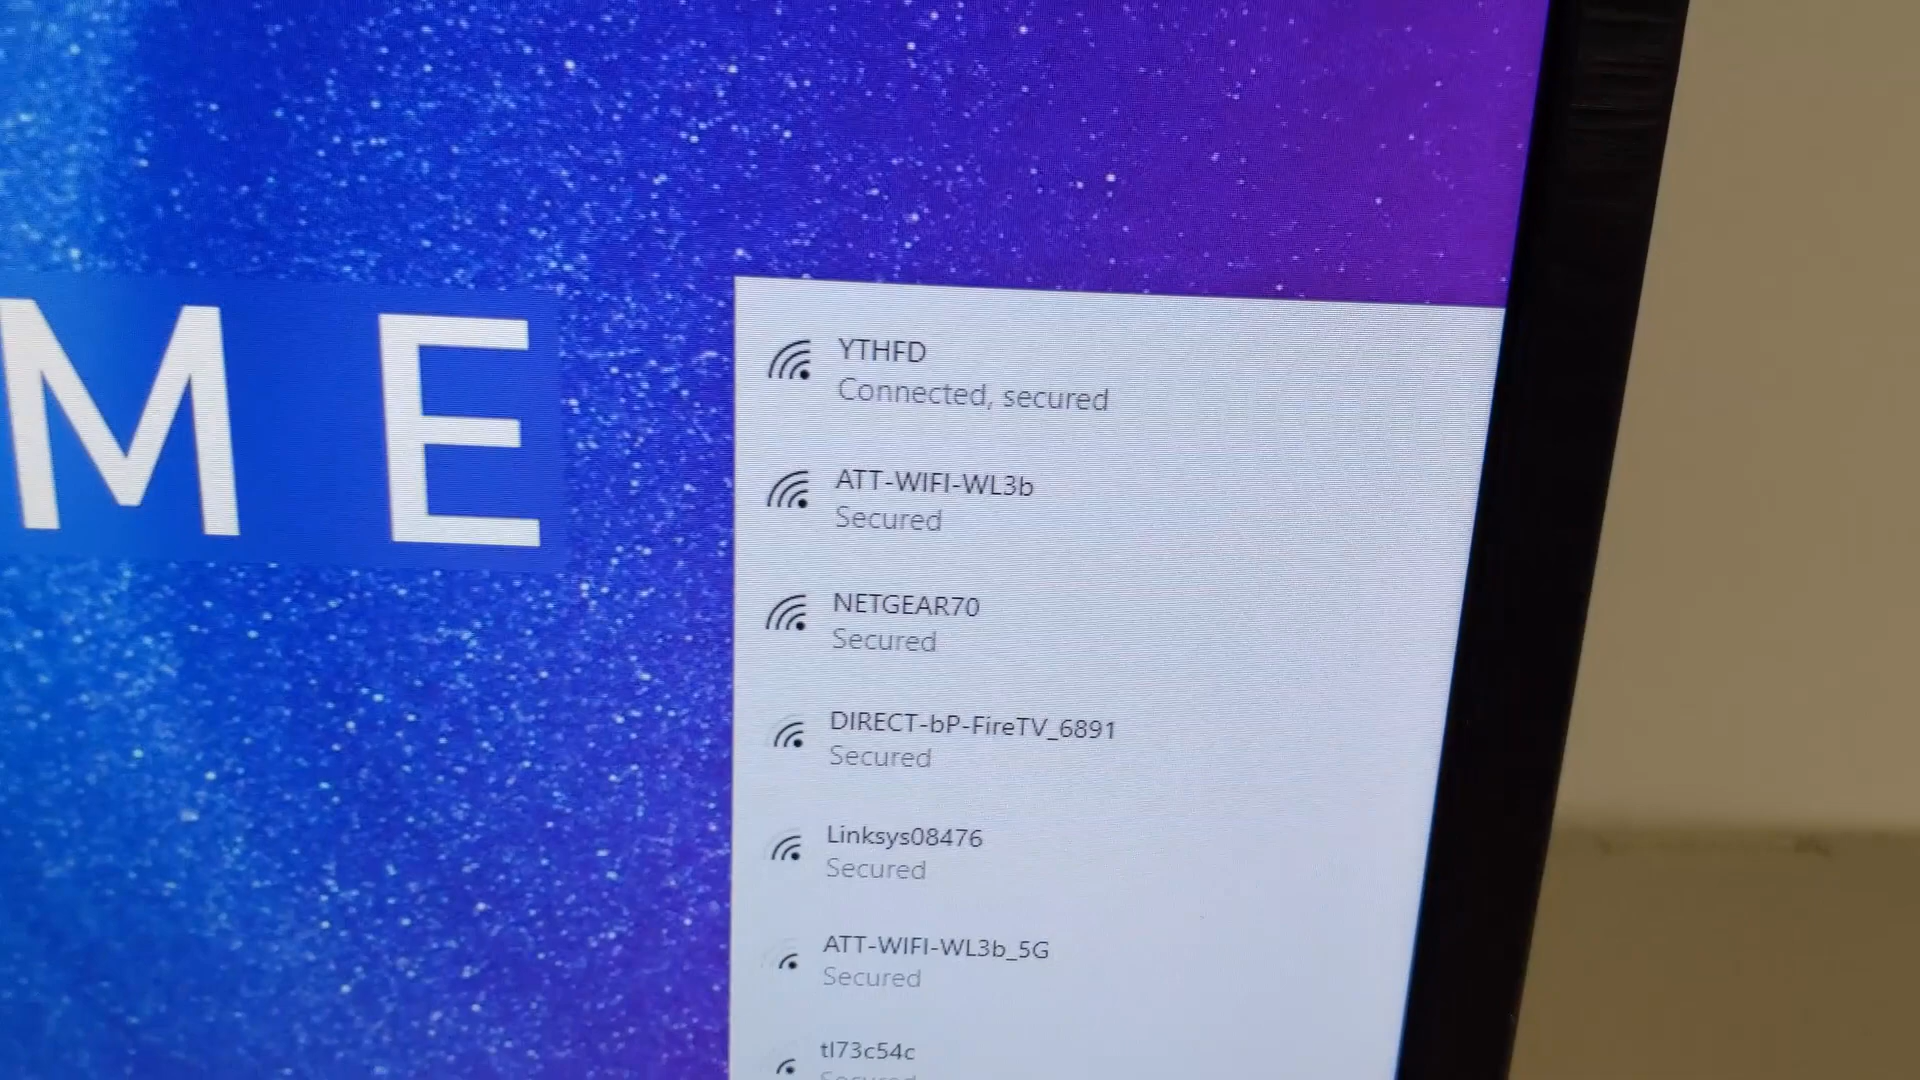 M E
YTHFD
Connected, secured
ATT-WIFI-WL3b
Secured
NETGEAR70
Secured
DIRECT-bP-FireTV_6891
Secured
Linksys08476
Secured
ATT-WIFI-WL3b_5G
Secured
tl73c54c
Secured